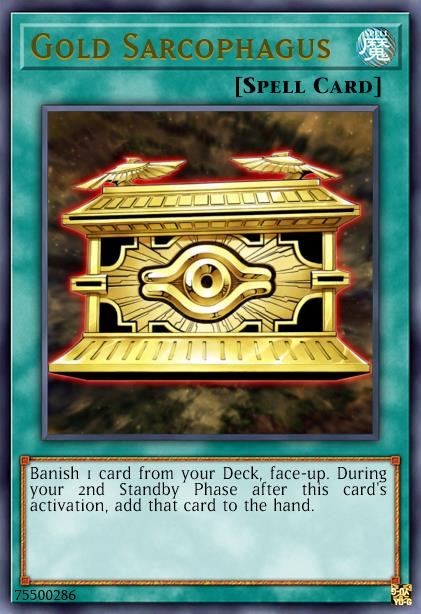 Gold Sarcophagus
[Spell Card]
Banish 1 card from your Deck, face-up. During
your 2nd Standby Phase after this card's
activation, add that card to the hand.
75500286